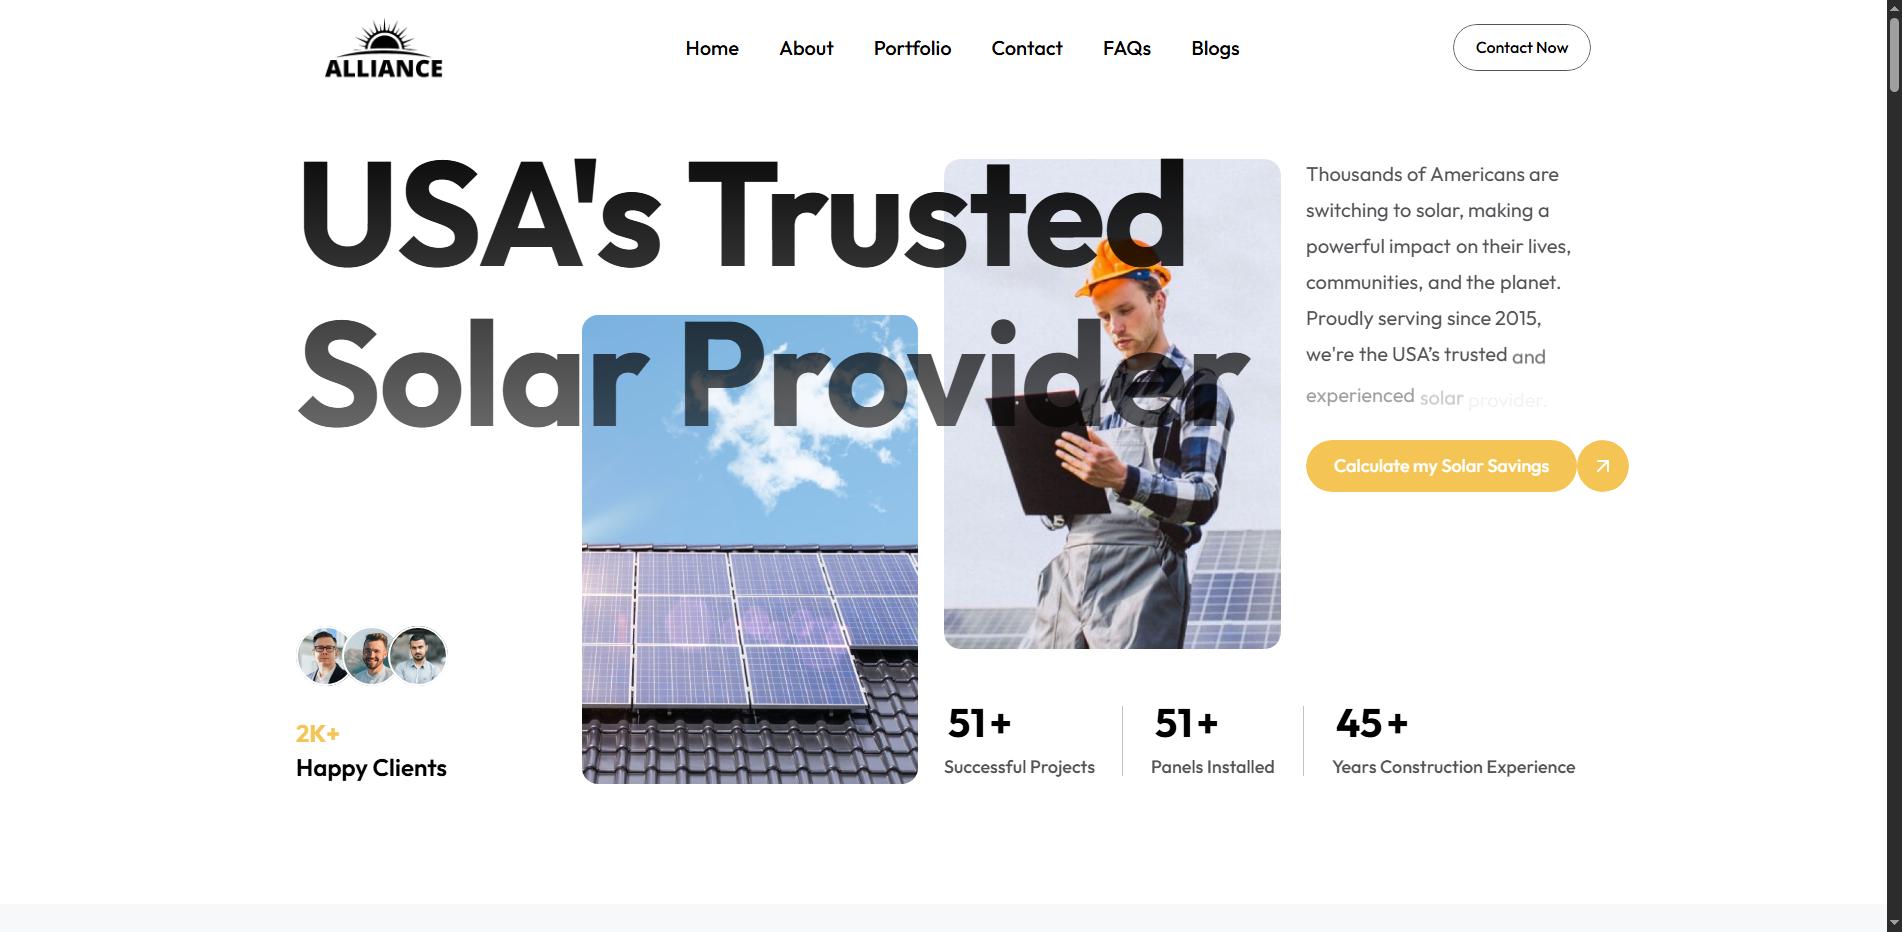 ALLIANCE
Home
About
Portfolio
Contact
FAQs
Blogs
Contact Now
USA's Trusted
Solar Provider
Thousands of Americans are
switching to solar, making a
powerful impact on their lives,
communities, and the planet.
Proudly serving since 2015,
we're the USA’s trusted and
experienced solar provider.
Calculate my Solar Savings
2K+
Happy Clients
51+
Successful Projects
51+
Panels Installed
45+
Years Construction Experience